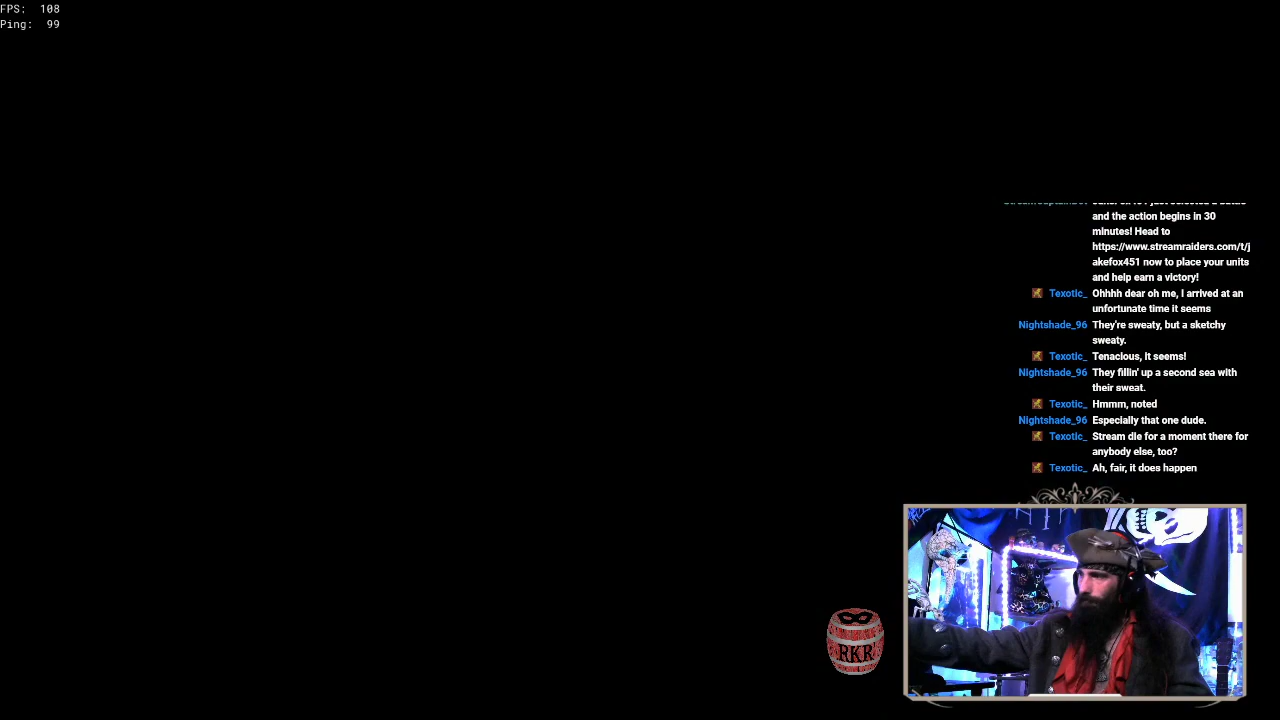 FPS: 108
Ping: 99
and the action begins in 30
minutes! Head to
https://www.streamraiders.com/t/j
akefox451 now to place your units
and help earn a victory!
Texotic_ Ohhhh dear oh me, I arrived at an
unfortunate time it seems
Nightshade_96 They're sweaty, but a sketchy
sweaty.
Texotic_ Tenacious, it seems!
Nightshade_96 They fillin' up a second sea with
their sweat.
Texotic_ Hmmm, noted
Nightshade_96 Especially that one dude.
Texotic_ Stream die for a moment there for
anybody else, too?
Texotic_ Ah, fair, it does happen
RKR